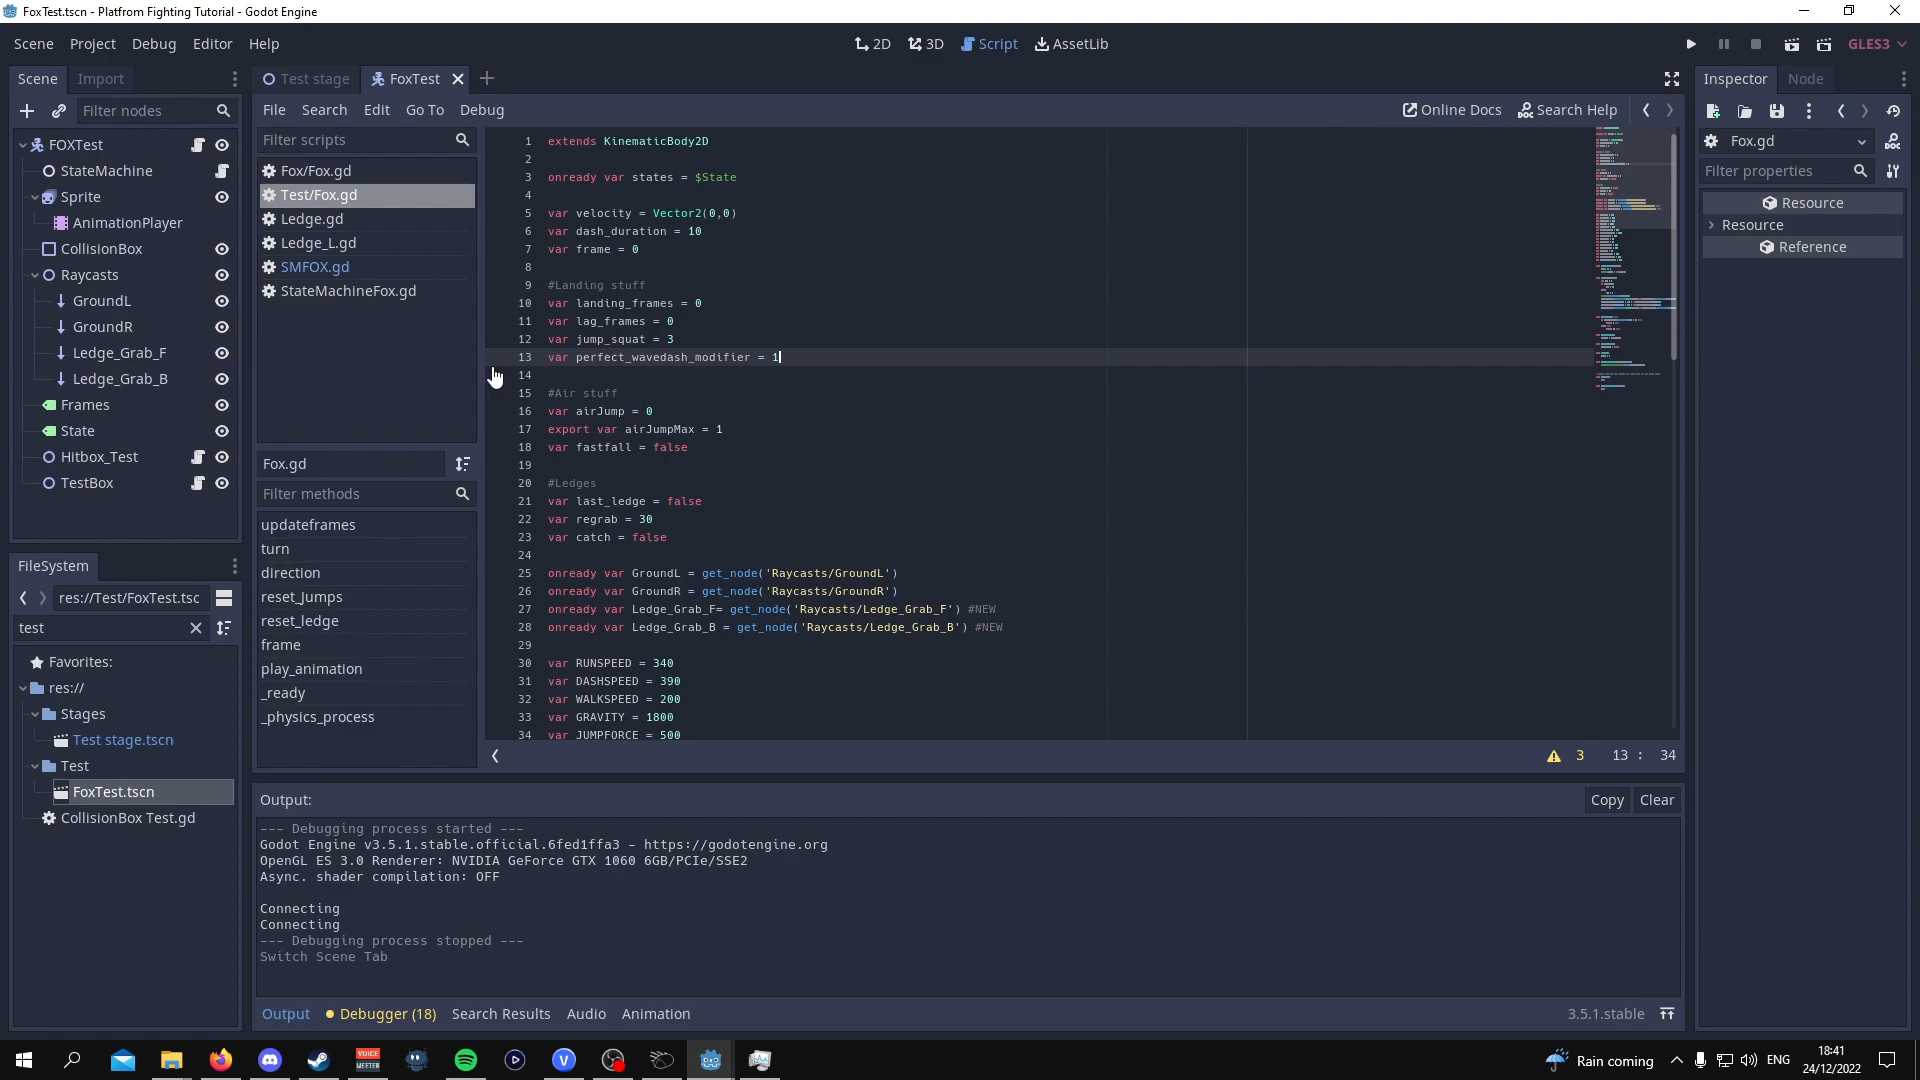 FoxTest.tscn - Platfrom Fighting Tutorial - Godot Engine
Scene Project Debug Editor Help
2D 3D Script AssetLib
GLES3
Scene Import
Filter nodes
FOXTest
StateMachine
Sprite
AnimationPlayer
CollisionBox
Raycasts
GroundL
GroundR
Ledge_Grab_F
Ledge_Grab_B
Frames
State
Hitbox_Test
TestBox
FileSystem
res://Test/FoxTest.tsc
test
Favorites:
res://
Stages
Test stage.tscn
Test
FoxTest.tscn
CollisionBox Test.gd
Test stage FoxTest
File Search Edit Go To Debug
Online Docs Search Help
Filter scripts
Fox/Fox.gd
Test/Fox.gd
Ledge.gd
Ledge_L.gd
SMFOX.gd
StateMachineFox.gd
Fox.gd
Filter methods
updateframes
turn
direction
reset_Jumps
reset_ledge
frame
play_animation
_ready
_physics_process
1 extends KinematicBody2D
2
3 onready var states = $State
4
5 var velocity = Vector2(0,0)
6 var dash_duration = 10
7 var frame = 0
8
9 #Landing stuff
10 var landing_frames = 0
11 var lag_frames = 0
12 var jump_squat = 3
13 var perfect_wavedash_modifier = 1
14
15 #Air stuff
16 var airJump = 0
17 export var airJumpMax = 1
18 var fastfall = false
19
20 #Ledges
21 var last_ledge = false
22 var regrab = 30
23 var catch = false
24
25 onready var GroundL = get_node('Raycasts/GroundL')
26 onready var GroundR = get_node('Raycasts/GroundR')
27 onready var Ledge_Grab_F= get_node('Raycasts/Ledge_Grab_F') #NEW
28 onready var Ledge_Grab_B = get_node('Raycasts/Ledge_Grab_B') #NEW
29
30 var RUNSPEED = 340
31 var DASHSPEED = 390
32 var WALKSPEED = 200
33 var GRAVITY = 1800
34 var JUMPFORCE = 500
3 13 : 34
Output:
Copy Clear
--- Debugging process started ---
Godot Engine v3.5.1.stable.official.6fed1ffa3 - https://godotengine.org
OpenGL ES 3.0 Renderer: NVIDIA GeForce GTX 1060 6GB/PCIe/SSE2
Async. shader compilation: OFF
Connecting
Connecting
--- Debugging process stopped ---
Switch Scene Tab
Output Debugger (18) Search Results Audio Animation
3.5.1.stable
Inspector Node
Fox.gd
Filter properties
Resource
Resource
Reference
VOICE
MEETER
Rain coming
ENG
18:41
24/12/2022